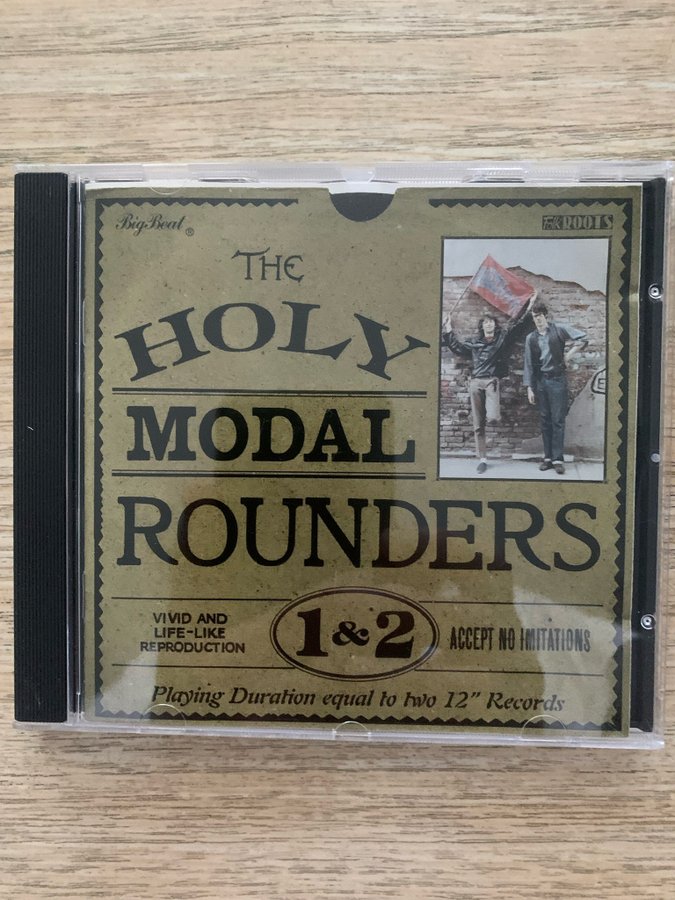 Big Beat ®
FOLK ROOTS
THE
HOLY
MODAL
ROUNDERS
VIVID AND
LIFE-LIKE
REPRODUCTION
1 & 2
ACCEPT NO IMITATIONS
Playing Duration equal to two 12" Records